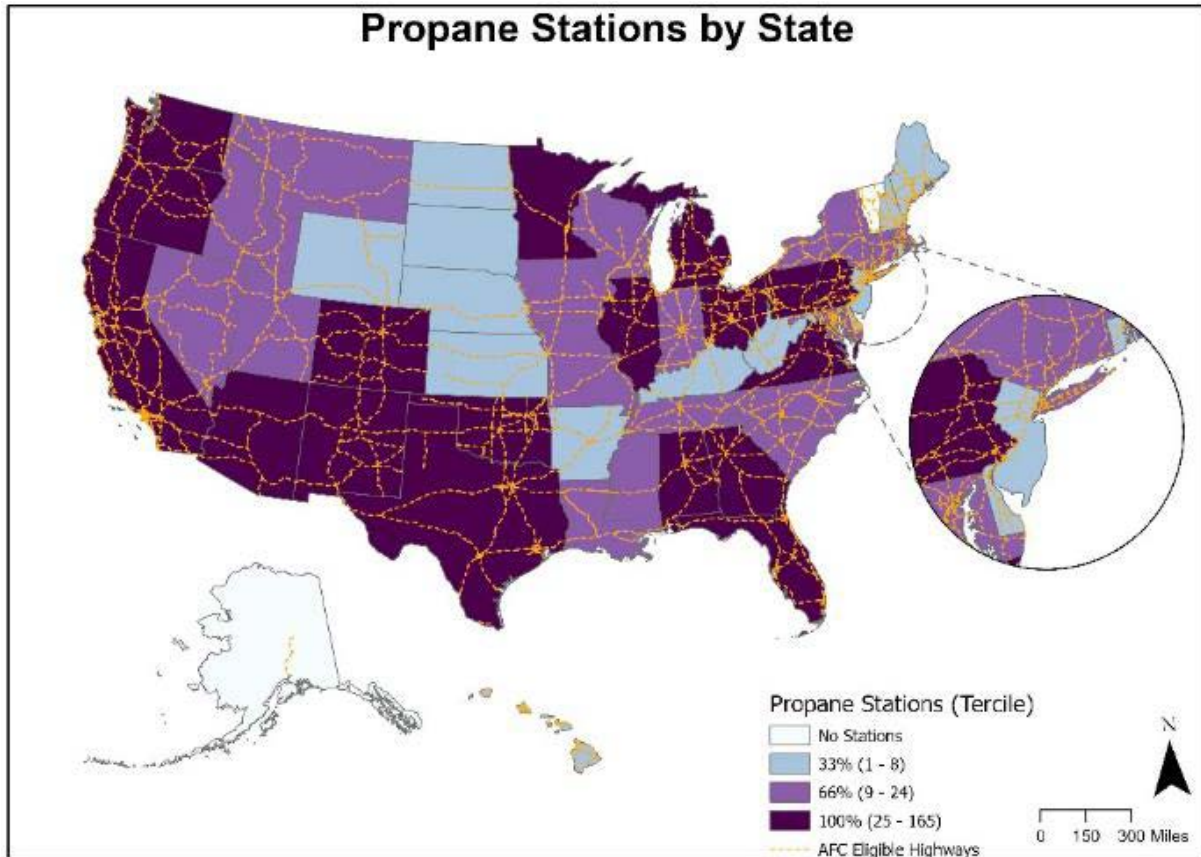 Propane Stations by State
Propane Stations (Tercile)
No Stations
33% (1 - 8)
66% (9 - 24)
100% (25 - 165)
AFC Eligible Highways
N
0 150 300 Miles